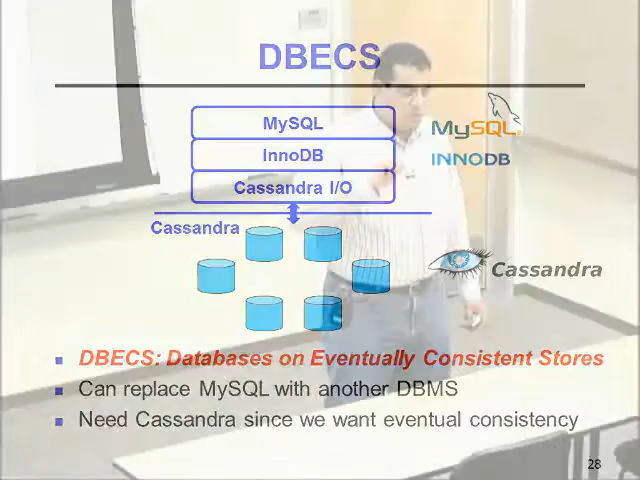 DBECS
MySQL
InnoDB
Cassandra I/O
MySQL
INNODB
Cassandra
Cassandra
DBECS: Databases on Eventually Consistent Stores
Can replace MySQL with another DBMS
Need Cassandra since we want eventual consistency
28